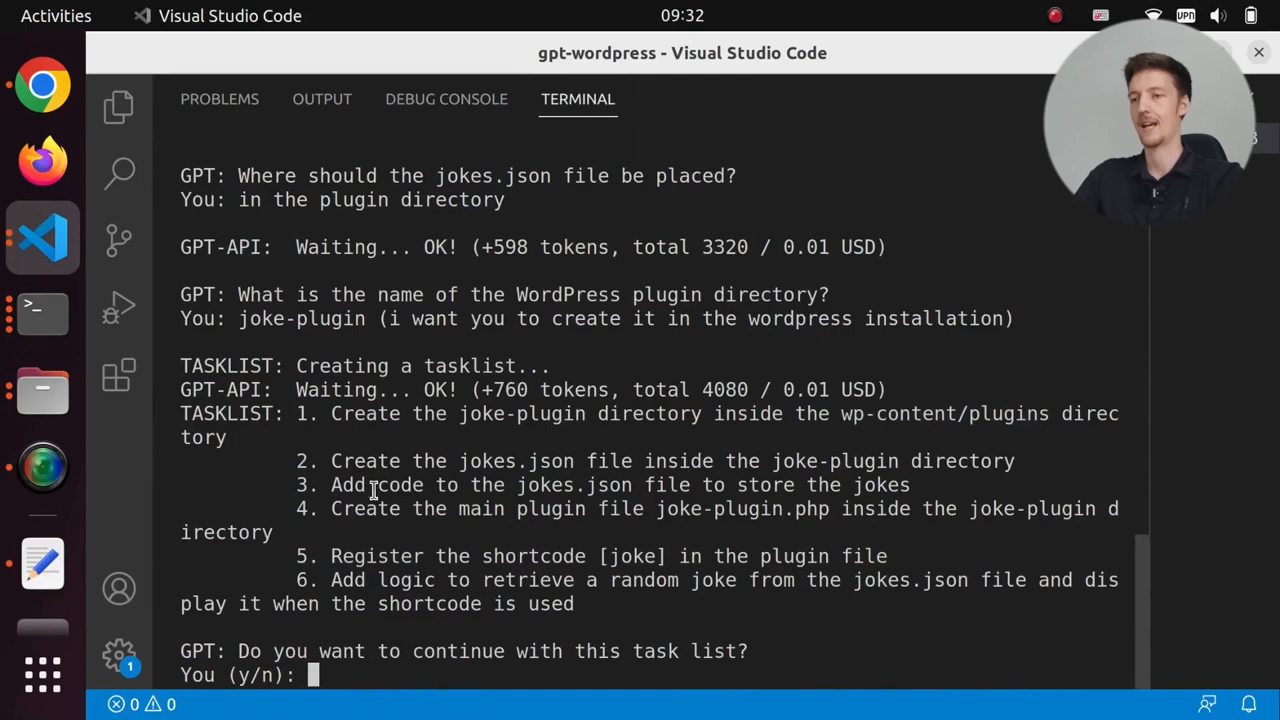 Activities
Visual Studio Code
09:32
VPN
gpt-wordpress - Visual Studio Code
PROBLEMS
OUTPUT
DEBUG CONSOLE
TERMINAL
GPT: Where should the jokes.json file be placed?
You: in the plugin directory
GPT-API:  Waiting... OK! (+598 tokens, total 3320 / 0.01 USD)
GPT: What is the name of the WordPress plugin directory?
You: joke-plugin (i want you to create it in the wordpress installation)
TASKLIST: Creating a tasklist...
GPT-API:  Waiting... OK! (+760 tokens, total 4080 / 0.01 USD)
TASKLIST: 1. Create the joke-plugin directory inside the wp-content/plugins direc
tory
2. Create the jokes.json file inside the joke-plugin directory
3. Add code to the jokes.json file to store the jokes
4. Create the main plugin file joke-plugin.php inside the joke-plugin d
irectory
5. Register the shortcode [joke] in the plugin file
6. Add logic to retrieve a random joke from the jokes.json file and dis
play it when the shortcode is used
GPT: Do you want to continue with this task list?
You (y/n):
1
0
0